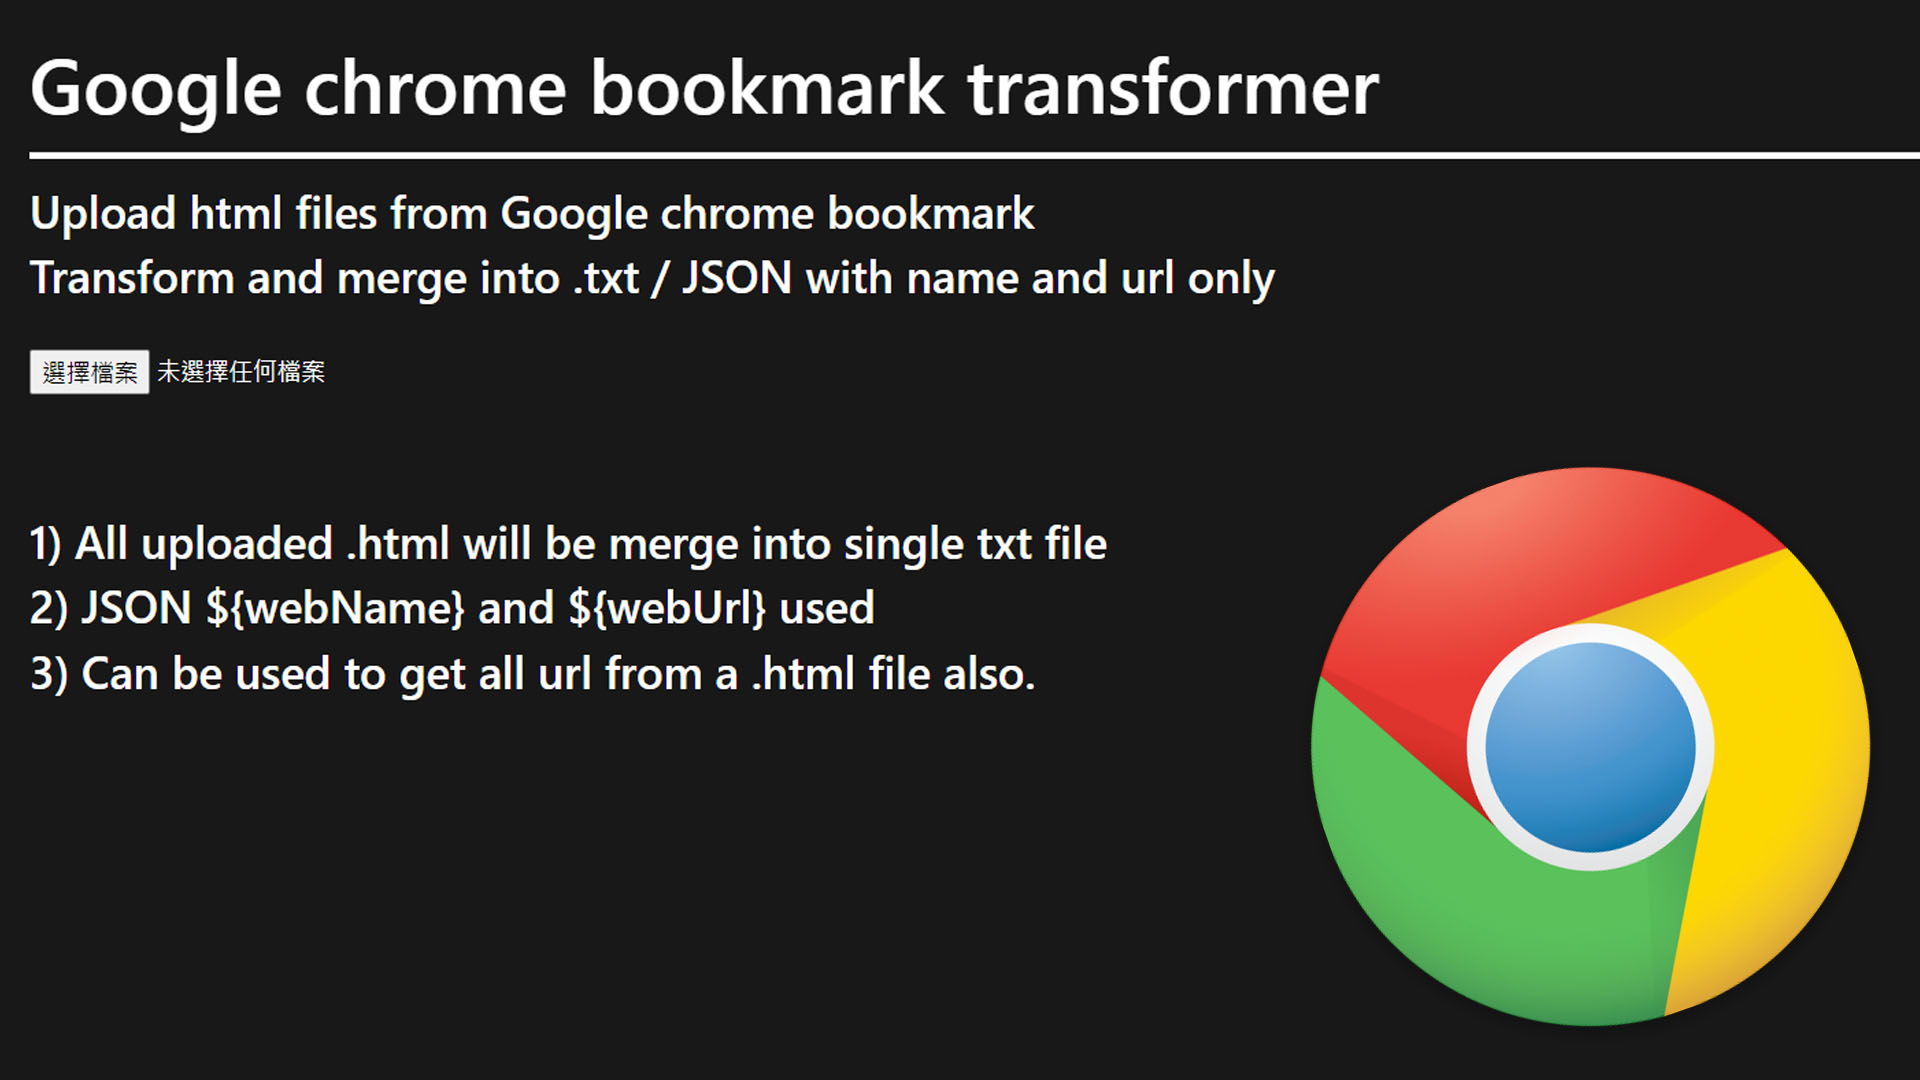 Google chrome bookmark transformer
Upload html files from Google chrome bookmark
Transform and merge into .txt / JSON with name and url only
選擇檔案 未選擇任何檔案
1) All uploaded .html will be merge into single txt file
2) JSON ${webName} and ${webUrl} used
3) Can be used to get all url from a .html file also.